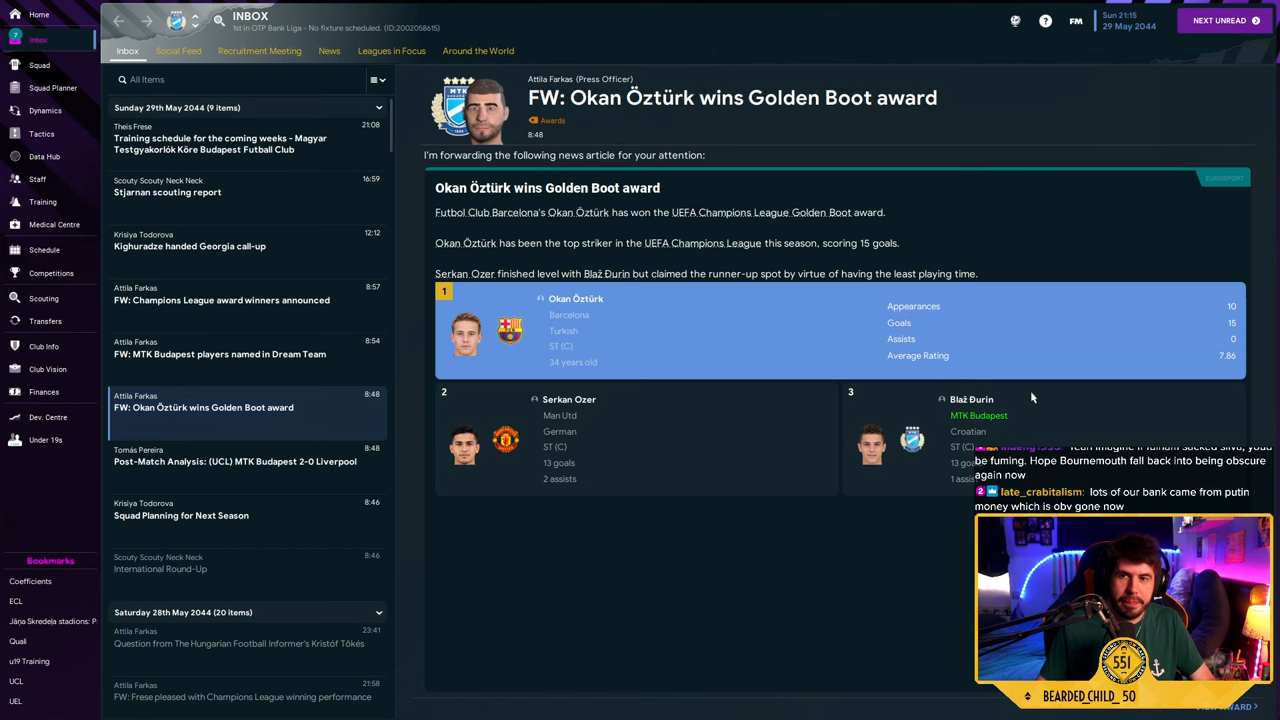 Home
INBOX
1st in OTP Bank Liga - No fixture scheduled. (ID:2002058615)
FM
Sun 21:15
29 May 2044
NEXT UNREAD
7
Inbox
Squad
Squad Planner
Dynamics
Tactics
Data Hub
Staff
Training
Medical Centre
Schedule
Competitions
Scouting
Transfers
Club Info
Club Vision
Finances
Dev. Centre
Under 19s
Bookmarks
Coefficients
ECL
Jāņa Skredeļa stadions: P
Quali
u19 Training
UCL
UEL
Inbox
Social Feed
Recruitment Meeting
News
Leagues in Focus
Around the World
All Items
Sunday 29th May 2044 (9 items)
Theis Frese
21:08
Training schedule for the coming weeks - Magyar
Testgyakorlók Köre Budapest Futball Club
Scouty Scouty Neck Neck
16:59
Stjarnan scouting report
Krisiya Todorova
12:12
Kighuradze handed Georgia call-up
Attila Farkas
8:57
FW: Champions League award winners announced
Attila Farkas
8:54
FW: MTK Budapest players named in Dream Team
Attila Farkas
8:48
FW: Okan Öztürk wins Golden Boot award
Tomás Pereira
8:48
Post-Match Analysis: (UCL) MTK Budapest 2-0 Liverpool
Krisiya Todorova
8:46
Squad Planning for Next Season
Scouty Scouty Neck Neck
8:46
International Round-Up
Saturday 28th May 2044 (20 items)
Attila Farkas
23:41
Question from The Hungarian Football Informer's Kristóf Tőkés
Attila Farkas
21:58
FW: Frese pleased with Champions League winning performance
Attila Farkas (Press Officer)
FW: Okan Öztürk wins Golden Boot award
Awards
8:48
I'm forwarding the following news article for your attention:
EUROSPORT
Okan Öztürk wins Golden Boot award
Futbol Club Barcelona's Okan Öztürk has won the UEFA Champions League Golden Boot award.
Okan Öztürk has been the top striker in the UEFA Champions League this season, scoring 15 goals.
Serkan Ozer finished level with Blaž Đurin but claimed the runner-up spot by virtue of having the least playing time.
1
Okan Öztürk
Barcelona
Turkish
ST (C)
34 years old
Appearances 10
Goals 15
Assists 0
Average Rating 7.86
2
Serkan Ozer
Man Utd
German
ST (C)
13 goals
2 assists
3
Blaž Đurin
MTK Budapest
Croatian
ST (C)
13 goa
1 assis
be fuming. Hope Bournemouth fall back into being obscure
again now
late_crabitalism: lots of our bank came from putin
money which is obv gone now
551
BEARDED_CHILD_ 50